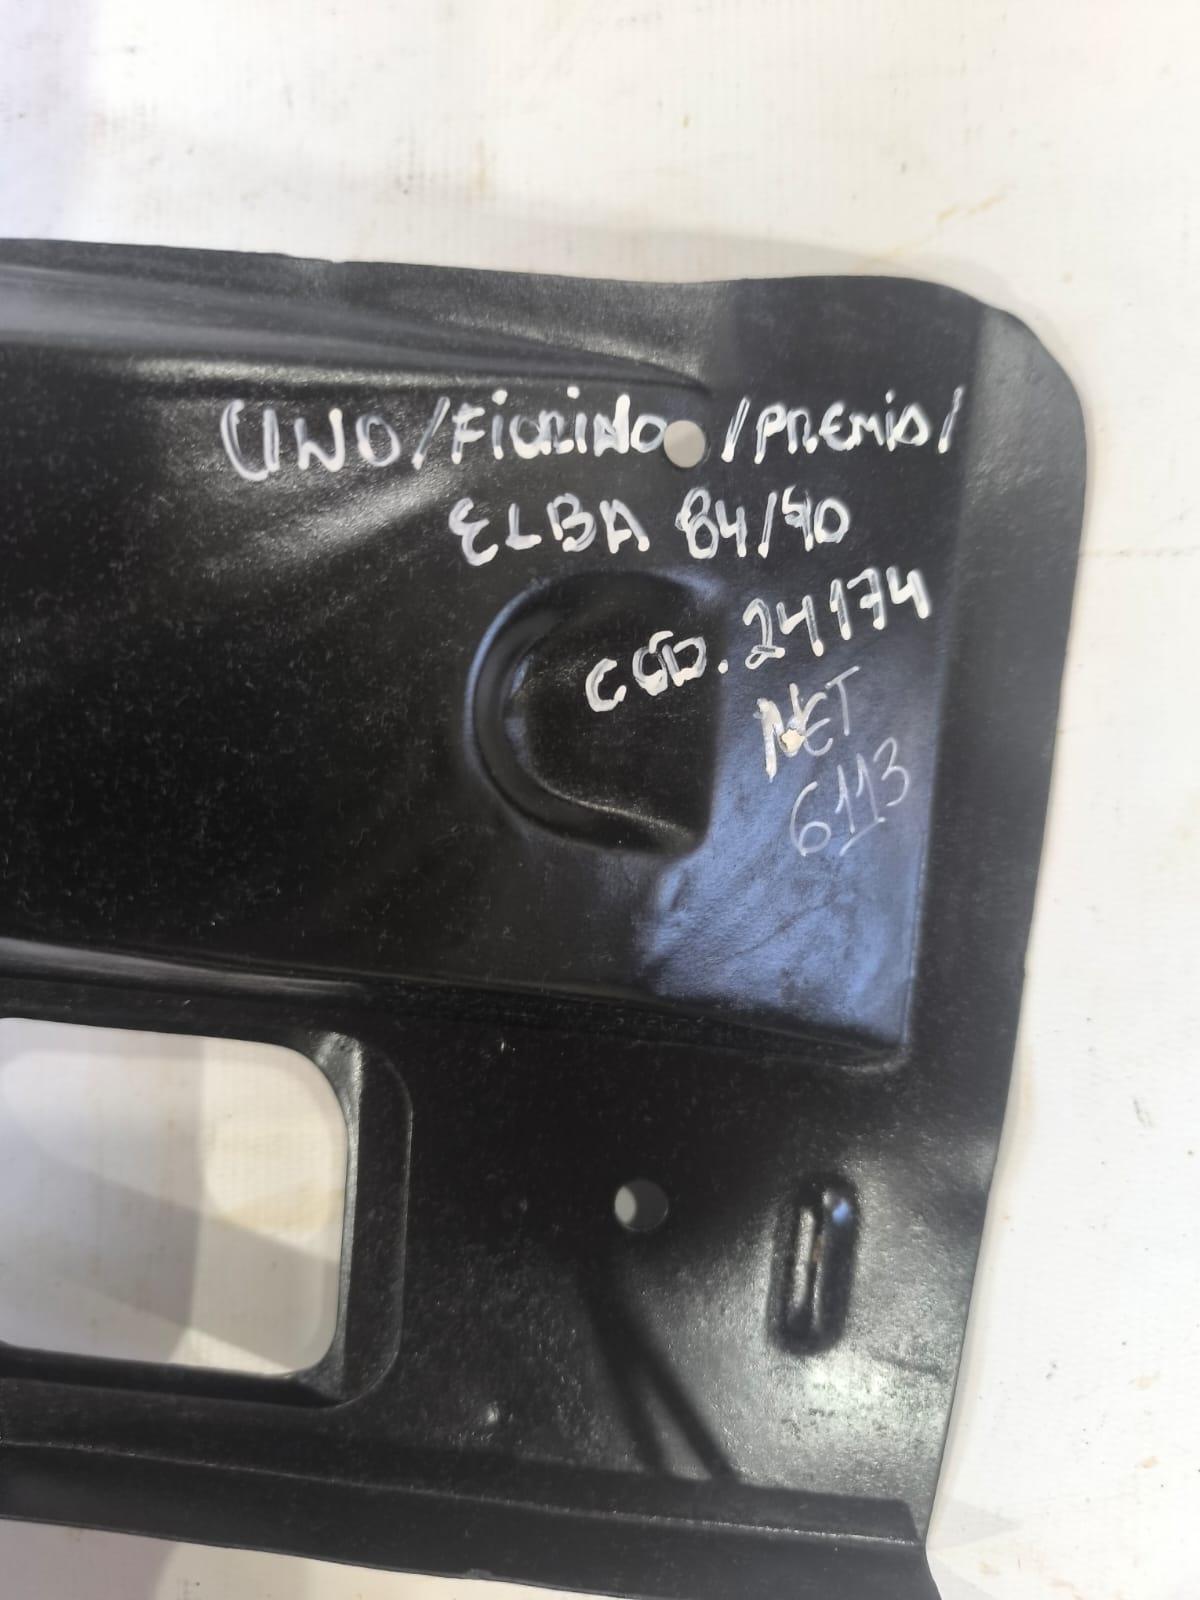 UNO/FiORiNo/PREMiO/
ELBA 84/90
COD. 24174
NET
6113